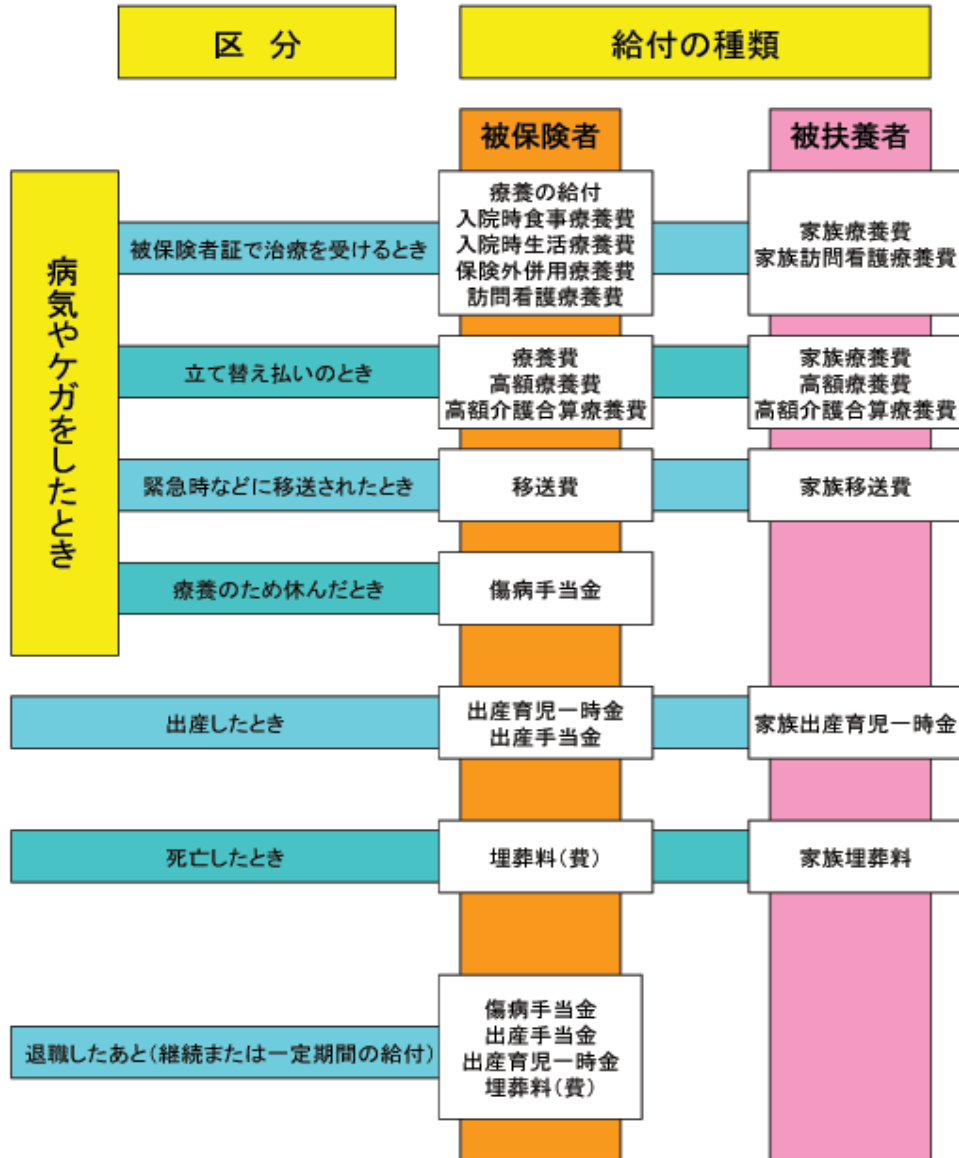 区 分
給付の種類
被保険者
被扶養者
病気やケガをしたとき
被保険者証で治療を受けるとき
療養の給付
入院時食事療養費
入院時生活療養費
保険外併用療養費
訪問看護療養費
家族療養費
家族訪問看護療養費
立て替え払いのとき
療養費
高額療養費
高額介護合算療養費
家族療養費
高額療養費
高額介護合算療養費
緊急時などに移送されたとき
移送費
家族移送費
療養のため休んだとき
傷病手当金
出産したとき
出産育児一時金
出産手当金
家族出産育児一時金
死亡したとき
埋葬料(費)
家族埋葬料
退職したあと(継続または一定期間の給付)
傷病手当金
出産手当金
出産育児一時金
埋葬料(費)